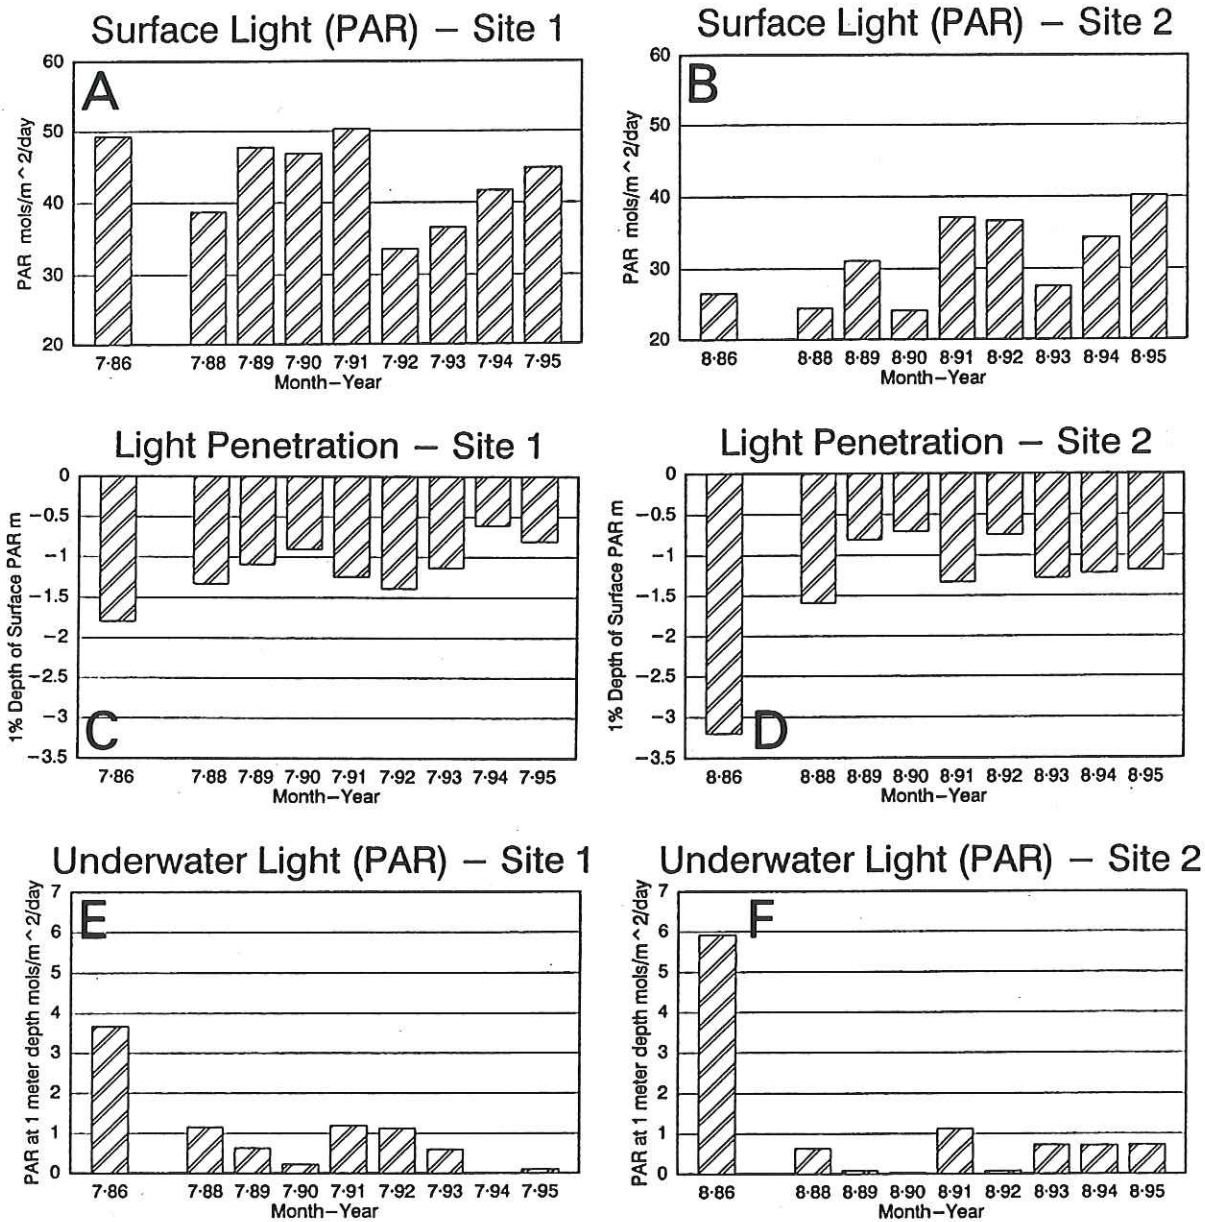 Surface Light (PAR) – Site 1
A
PAR mols/m ^ 2/day
60
50
40
30
20
7·86 7·88 7·89 7·90 7·91 7·92 7·93 7·94 7·95
Month–Year
Surface Light (PAR) – Site 2
B
PAR mols/m ^ 2/day
60
50
40
30
20
8·86 8·88 8·89 8·90 8·91 8·92 8·93 8·94 8·95
Month–Year
Light Penetration – Site 1
1% Depth of Surface PAR m
0
–0.5
–1
–1.5
–2
–2.5
–3
–3.5
C
7·86 7·88 7·89 7·90 7·91 7·92 7·93 7·94 7·95
Month–Year
Light Penetration – Site 2
1% Depth of Surface PAR m
0
–0.5
–1
–1.5
–2
–2.5
–3
–3.5
D
8·86 8·88 8·89 8·90 8·91 8·92 8·93 8·94 8·95
Month–Year
Underwater Light (PAR) – Site 1
E
PAR at 1 meter depth mols/m ^ 2/day
7
6
5
4
3
2
1
0
7·86 7·88 7·89 7·90 7·91 7·92 7·93 7·94 7·95
Month–Year
Underwater Light (PAR) – Site 2
F
PAR at 1 meter depth mols/m ^ 2/day
7
6
5
4
3
2
1
0
8·86 8·88 8·89 8·90 8·91 8·92 8·93 8·94 8·95
Month–Year